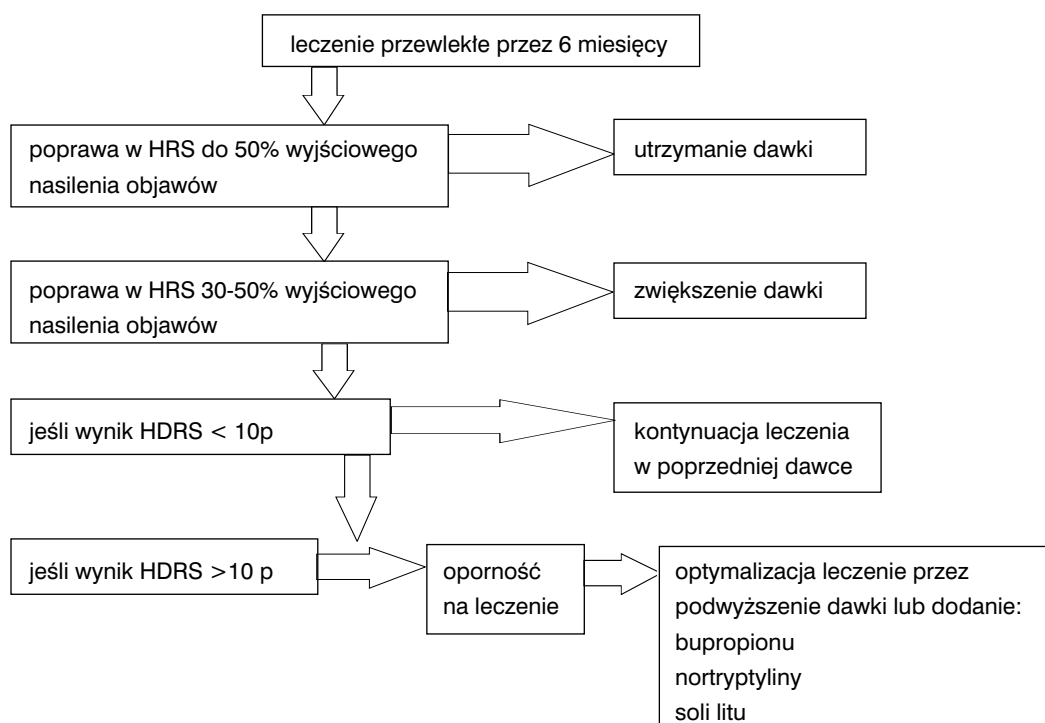 leczenie przewlekłe przez 6 miesięcy
poprawa w HRS do 50% wyjściowego
nasilenia objawów
utrzymanie dawki
poprawa w HRS 30-50% wyjściowego
nasilenia objawów
zwiększenie dawki
jeśli wynik HDRS < 10p
kontynuacja leczenia
w poprzedniej dawce
jeśli wynik HDRS >10 p
oporność
na leczenie
optymalizacja leczenie przez
podwyższenie dawki lub dodanie:
bupropionu
nortryptyliny
soli litu